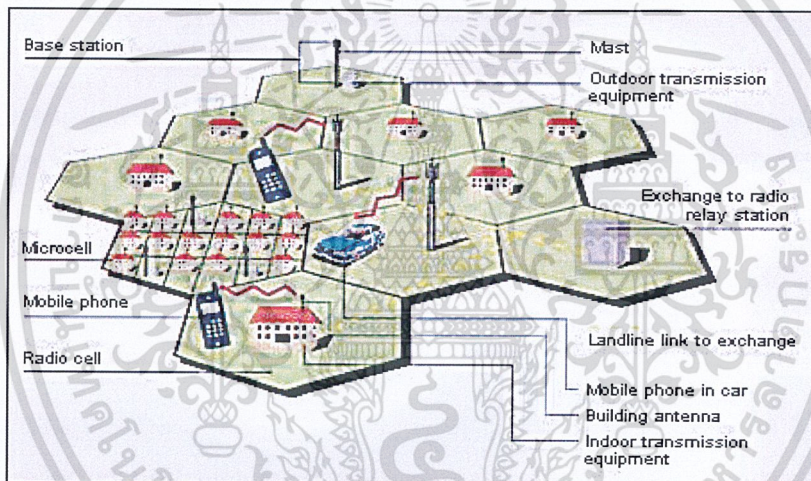 Base station
Mast
Outdoor transmission
equipment
Exchange to radio
relay station
Microcell
Mobile phone
Landline link to exchange
Radio cell
Mobile phone in car
Building antenna
Indoor transmission
equipment